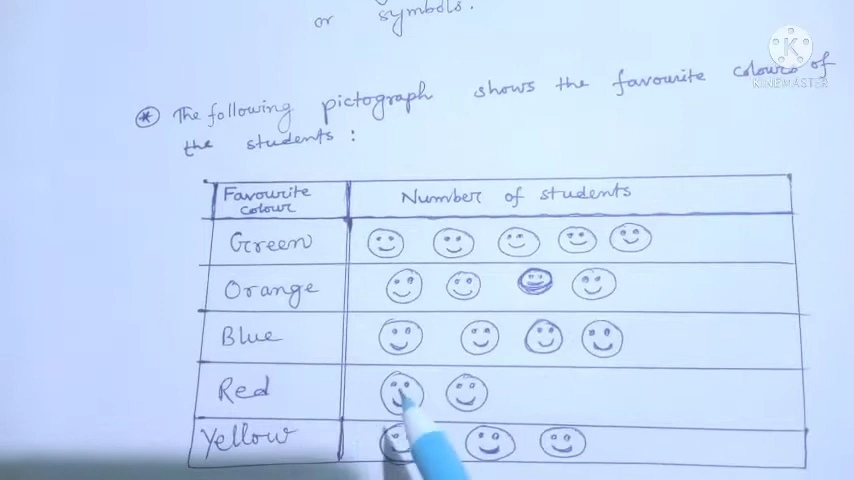 or symbols.
K
KINEMASTER
* The following pictograph shows the favourite colours of
the students :
Favourite Number of students
colour
Green
Orange
Blue
Red
Yellow